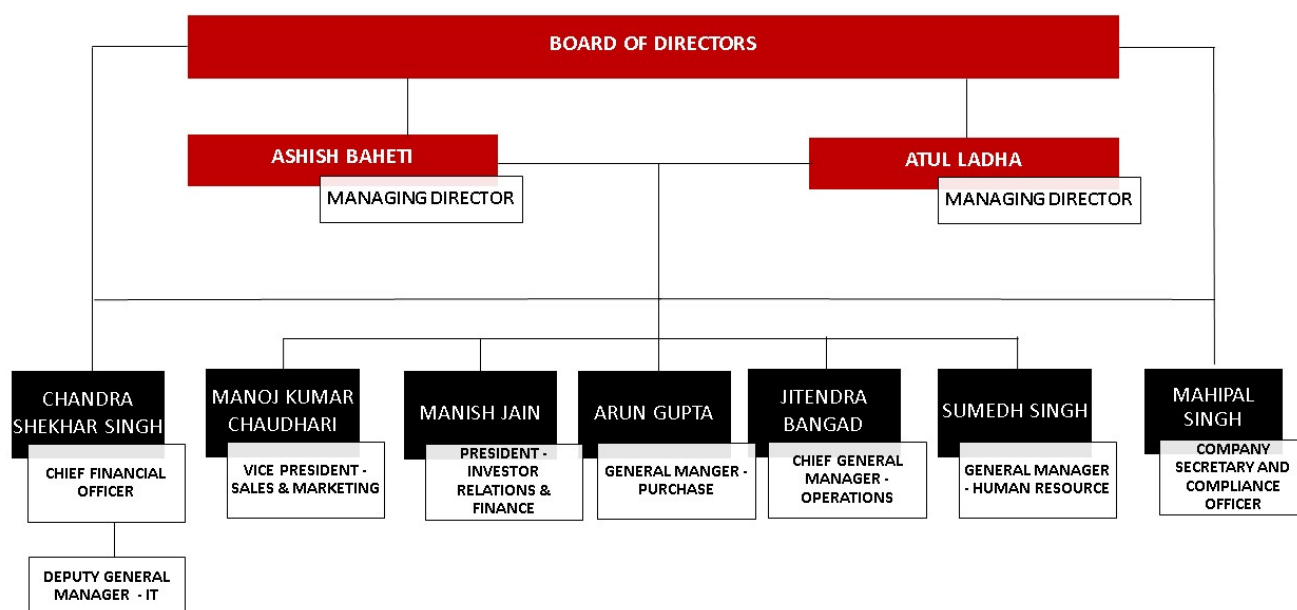 BOARD OF DIRECTORS
ASHISH BAHETI
MANAGING DIRECTOR
ATUL LADHA
MANAGING DIRECTOR
CHANDRA
SHEKHAR SINGH
CHIEF FINANCIAL
OFFICER
DEPUTY GENERAL
MANAGER - IT
MANOJ KUMAR
CHAUDHARI
VICE PRESIDENT -
SALES & MARKETING
MANISH JAIN
PRESIDENT -
INVESTOR
RELATIONS &
FINANCE
ARUN GUPTA
GENERAL MANGER -
PURCHASE
JITENDRA
BANGAD
CHIEF GENERAL
MANAGER -
OPERATIONS
SUMEDH SINGH
GENERAL MANAGER
- HUMAN RESOURCE
MAHIPAL
SINGH
COMPANY
SECRETARY AND
COMPLIANCE
OFFICER